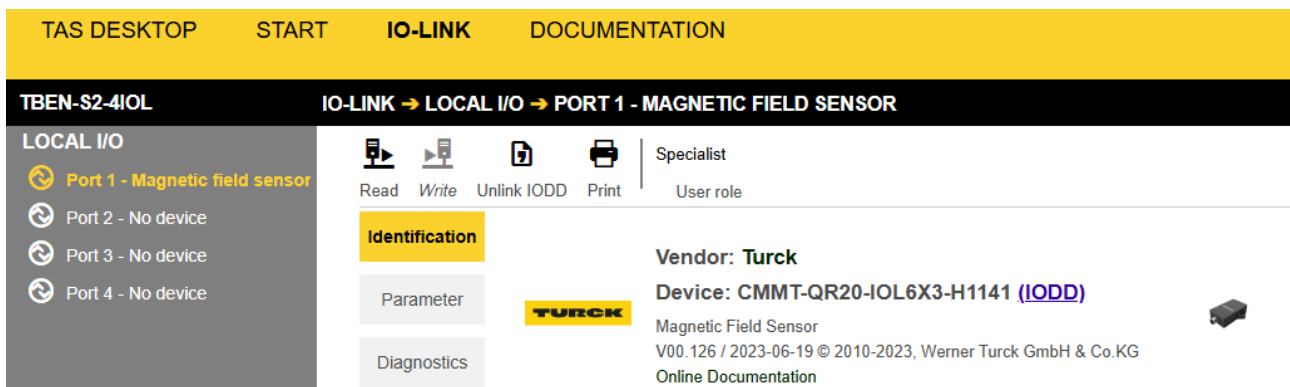 TAS DESKTOP START IO-LINK DOCUMENTATION
TBEN-S2-4IOL IO-LINK ➔ LOCAL I/O ➔ PORT 1 - MAGNETIC FIELD SENSOR
LOCAL I/O
Port 1 - Magnetic field sensor
Port 2 - No device
Port 3 - No device
Port 4 - No device
Read Write Unlink IODD Print
Specialist
User role
Identification
Parameter
Diagnostics
TURCK
Vendor: Turck
Device: CMMT-QR20-IOL6X3-H1141 (IODD)
Magnetic Field Sensor
V00.126 / 2023-06-19 © 2010-2023, Werner Turck GmbH & Co.KG
Online Documentation